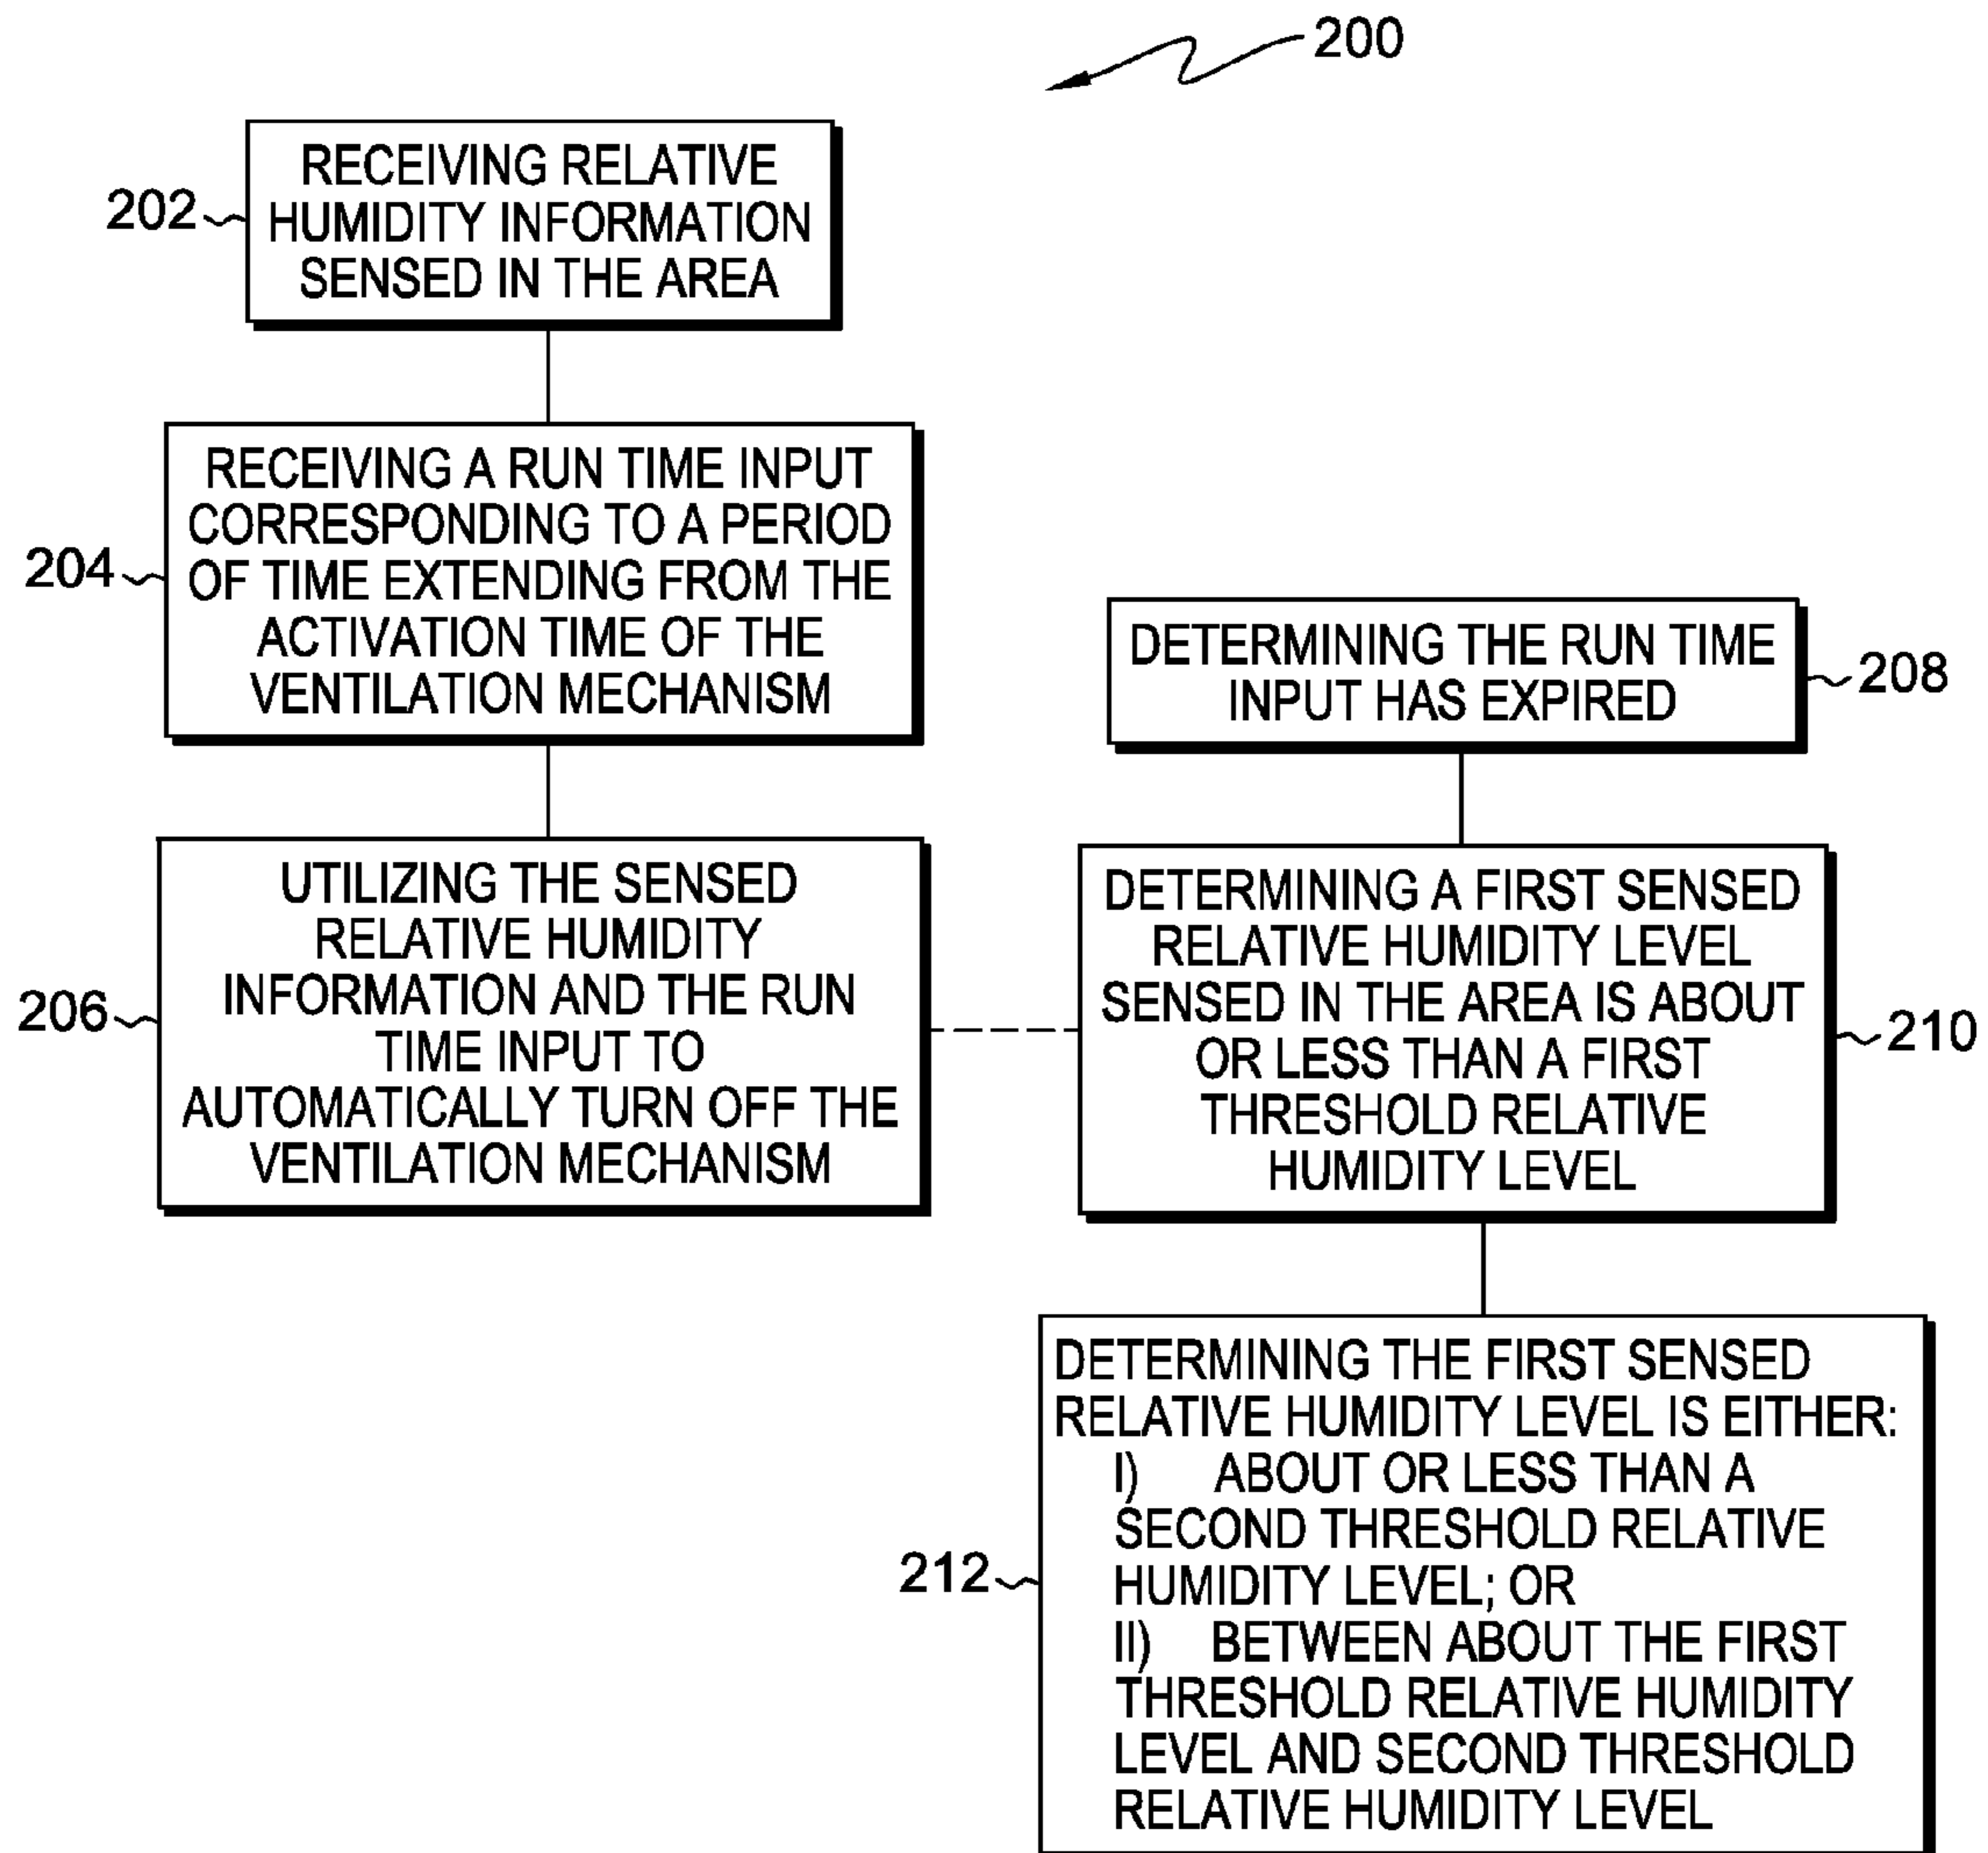 200
202
RECEIVING RELATIVE
HUMIDITY INFORMATION
SENSED IN THE AREA
204
RECEIVING A RUN TIME INPUT
CORRESPONDING TO A PERIOD
OF TIME EXTENDING FROM THE
ACTIVATION TIME OF THE
VENTILATION MECHANISM
206
UTILIZING THE SENSED
RELATIVE HUMIDITY
INFORMATION AND THE RUN
TIME INPUT TO
AUTOMATICALLY TURN OFF THE
VENTILATION MECHANISM
DETERMINING THE RUN TIME
INPUT HAS EXPIRED
208
DETERMINING A FIRST SENSED
RELATIVE HUMIDITY LEVEL
SENSED IN THE AREA IS ABOUT
OR LESS THAN A FIRST
THRESHOLD RELATIVE
HUMIDITY LEVEL
210
212
DETERMINING THE FIRST SENSED
RELATIVE HUMIDITY LEVEL IS EITHER:
I) ABOUT OR LESS THAN A
SECOND THRESHOLD RELATIVE
HUMIDITY LEVEL; OR
II) BETWEEN ABOUT THE FIRST
THRESHOLD RELATIVE HUMIDITY
LEVEL AND SECOND THRESHOLD
RELATIVE HUMIDITY LEVEL